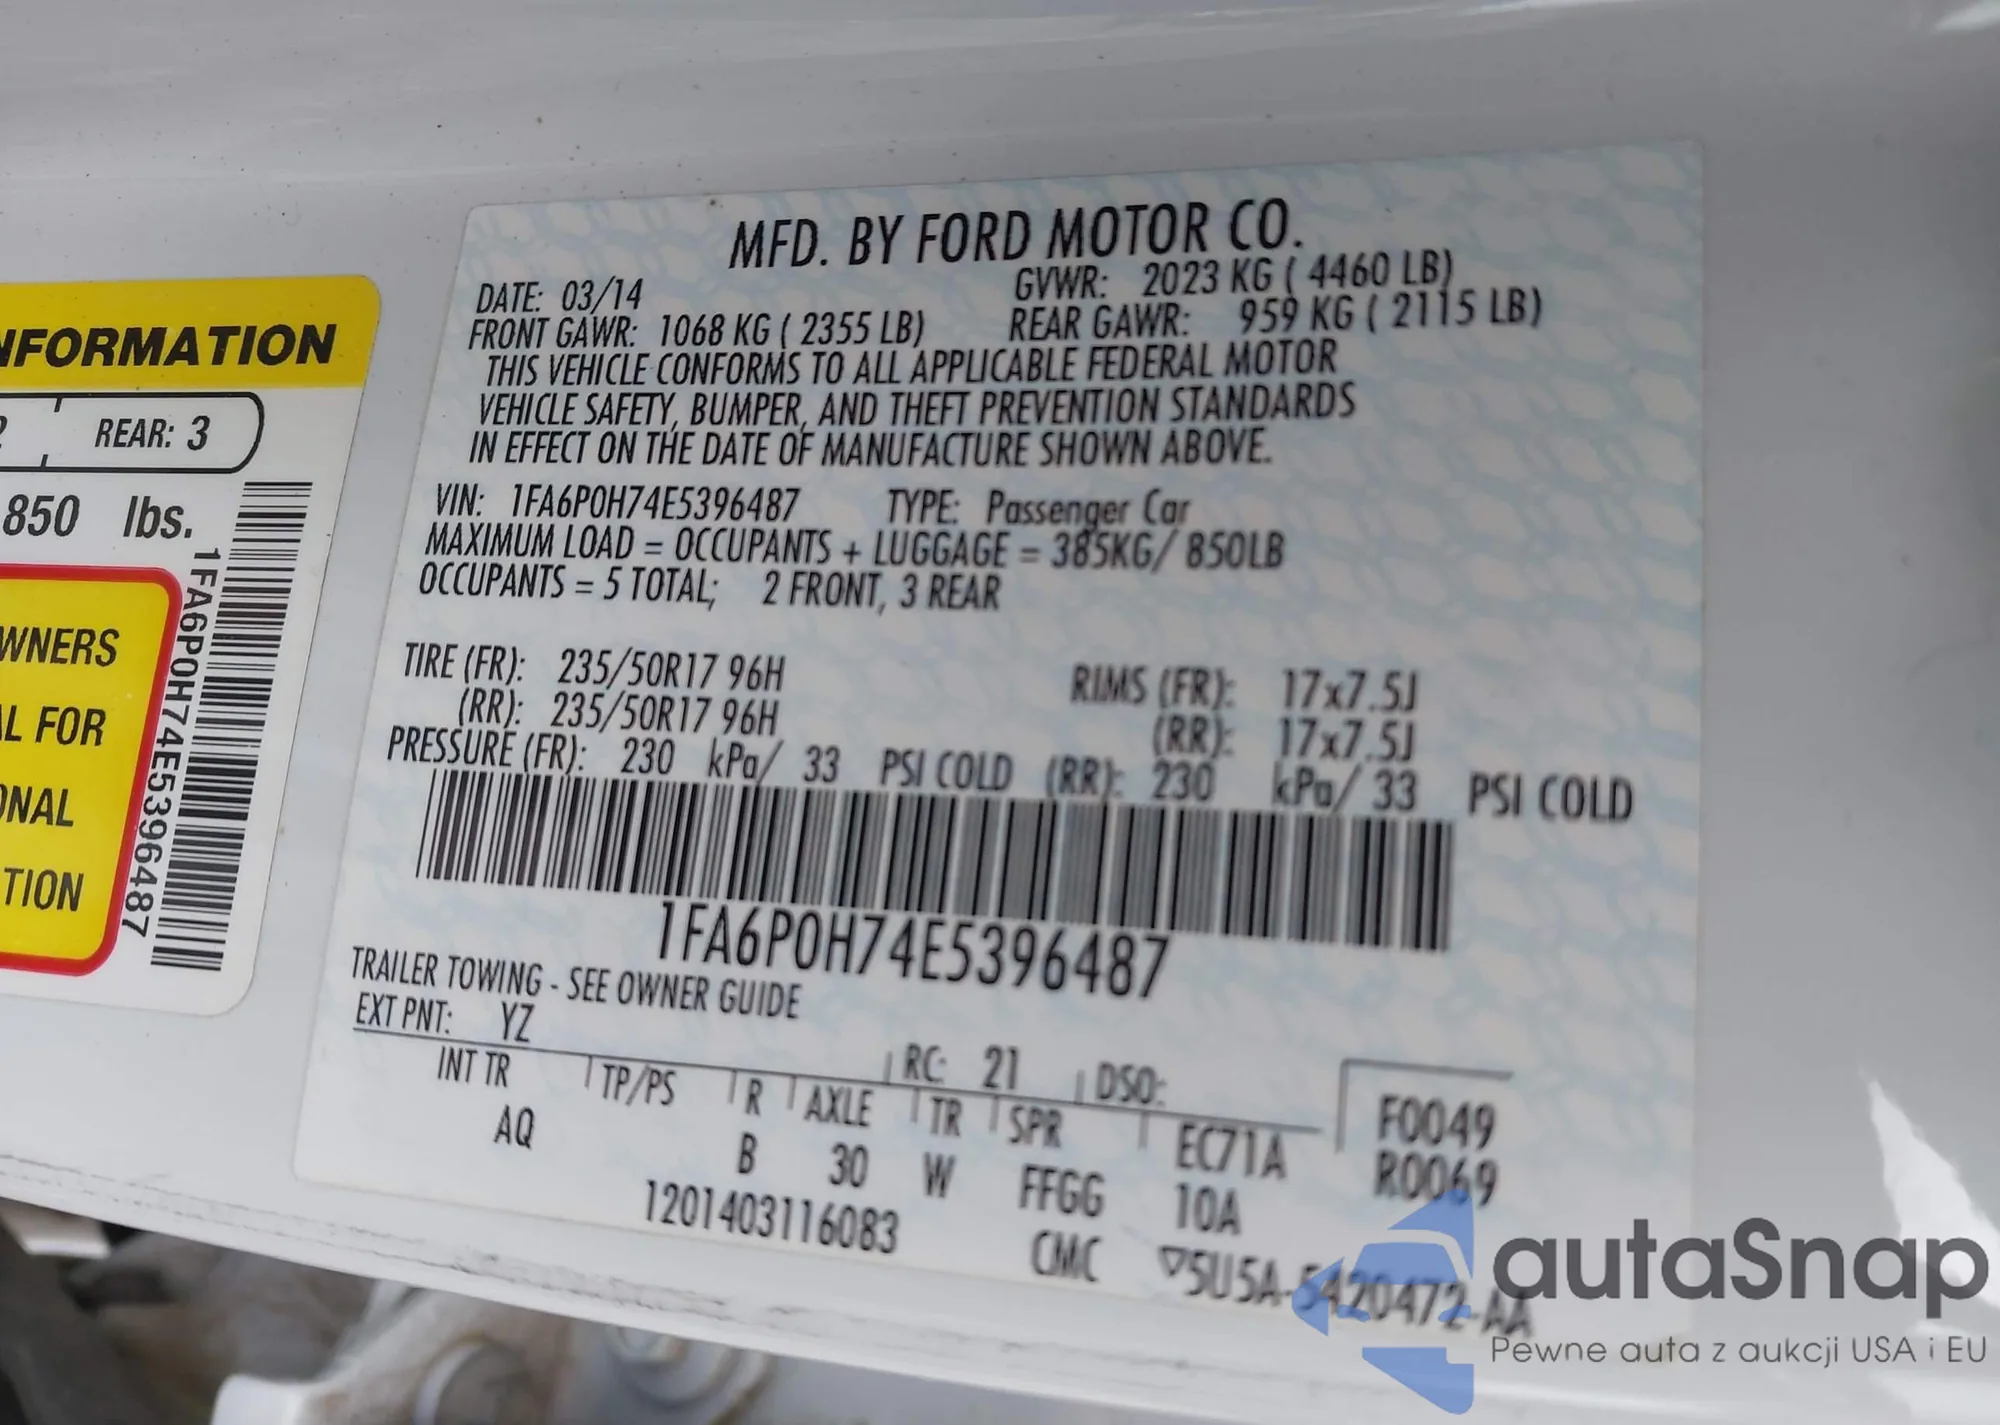 NFORMATION
REAR: 3
850 lbs.
WNERS
L FOR
ONAL
TION
1FA6P0H74E5396487
MFD. BY FORD MOTOR CO.
DATE: 03/14 GVWR: 2023 KG ( 4460 LB)
FRONT GAWR: 1068 KG ( 2355 LB) REAR GAWR: 959 KG ( 2115 LB)
THIS VEHICLE CONFORMS TO ALL APPLICABLE FEDERAL MOTOR
VEHICLE SAFETY, BUMPER, AND THEFT PREVENTION STANDARDS
IN EFFECT ON THE DATE OF MANUFACTURE SHOWN ABOVE.
VIN: 1FA6P0H74E5396487 TYPE: Passenger Car
MAXIMUM LOAD = OCCUPANTS + LUGGAGE = 385KG/ 850LB
OCCUPANTS = 5 TOTAL; 2 FRONT, 3 REAR
TIRE (FR): 235/50R17 96H RIMS (FR): 17x7.5J
(RR): 235/50R17 96H (RR): 17x7.5J
PRESSURE (FR): 230 kPa/ 33 PSI COLD (RR): 230 kPa/ 33 PSI COLD
1FA6P0H74E5396487
TRAILER TOWING - SEE OWNER GUIDE
EXT PNT: YZ RC: 21 DSO: F0049
INT TR TP/PS R AXLE TR SPR EC71A R0069
AQ B 30 W FFGG 10A
1201403116083 CMC ▽5U5A-5420472-AA
autaSnap
Pewne auta z aukcji USA i EU